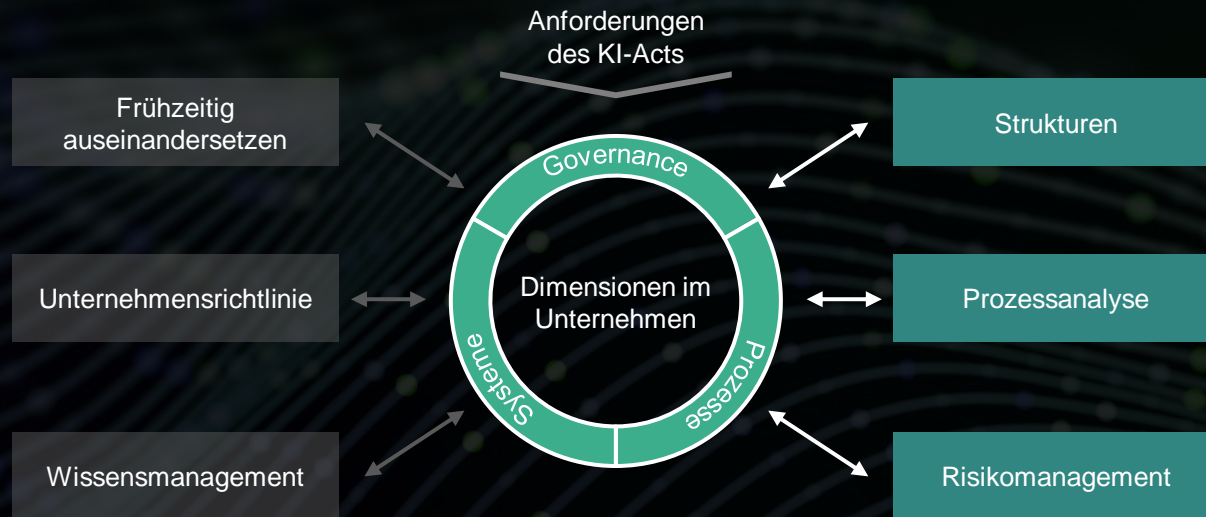 Anforderungen
des KI-Acts
Frühzeitig
auseinandersetzen
Strukturen
Governance
Unternehmensrichtlinie
Dimensionen im
Unternehmen
Prozessanalyse
Systeme
Prozesse
Wissensmanagement
Risikomanagement